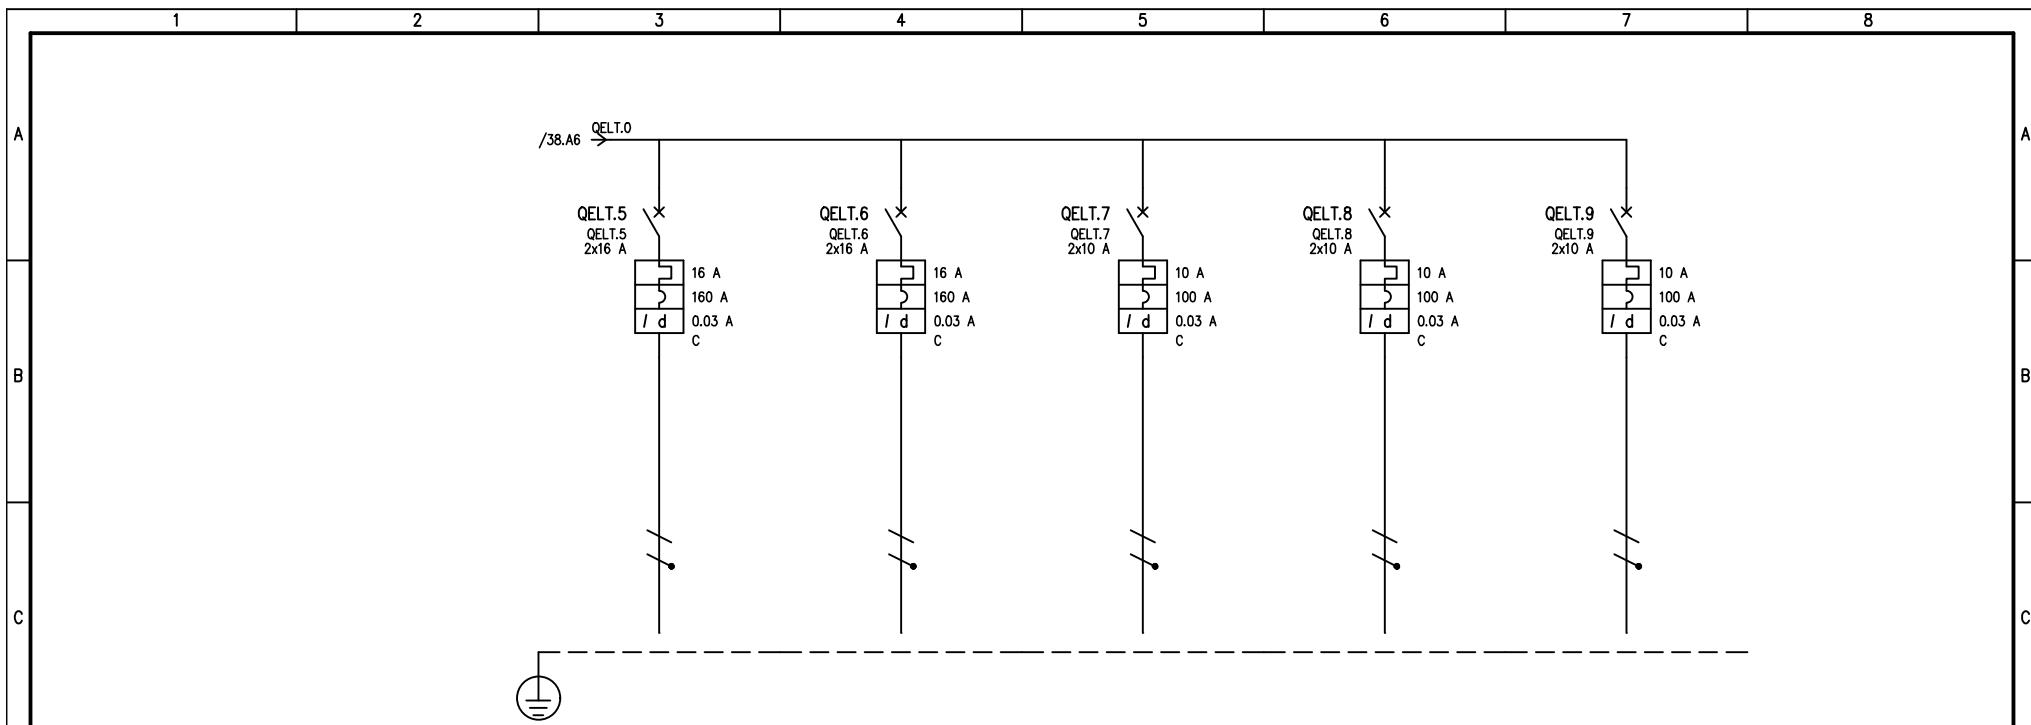 1 2 3 4 5 6 7 8
A A
QELT.0
/38.A6
QELT.5 QELT.6 QELT.7 QELT.8 QELT.9
QELT.5 QELT.6 QELT.7 QELT.8 QELT.9
2x16 A 2x16 A 2x10 A 2x10 A 2x10 A
16 A 16 A 10 A 10 A 10 A
160 A 160 A 100 A 100 A 100 A
I d 0.03 A I d 0.03 A I d 0.03 A I d 0.03 A I d 0.03 A
C C C C C
B B
C C